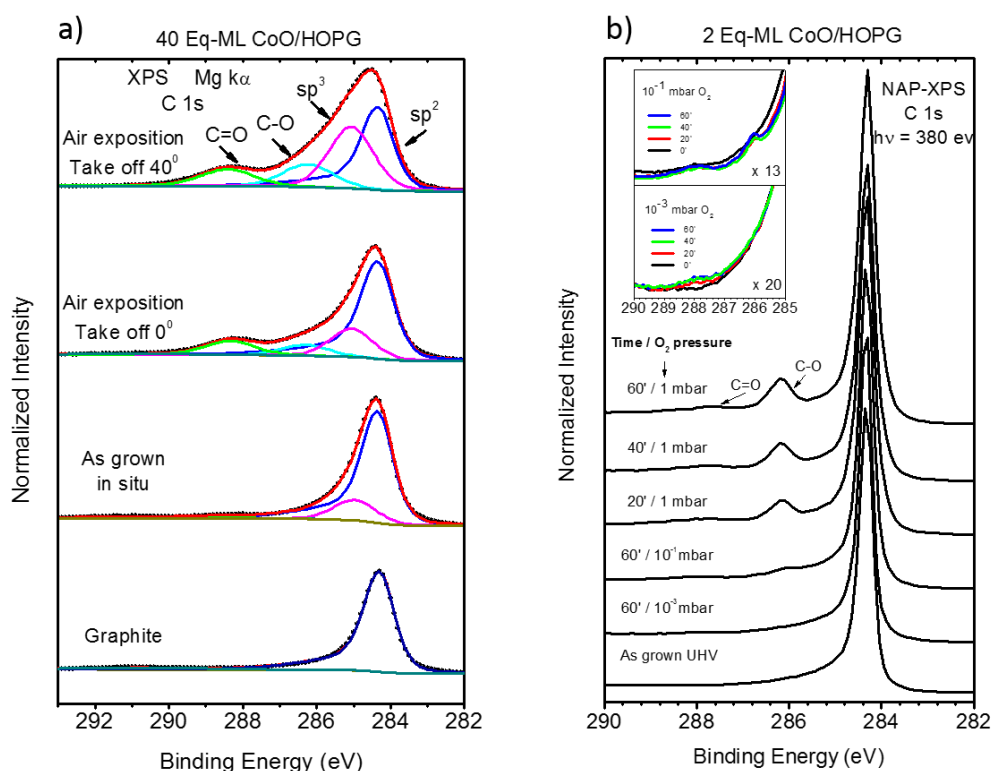 a)
40 Eq-ML CoO/HOPG
XPS Mg kα
C 1s
sp³
sp²
C-O
C=O
Air exposition
Take off 40⁰
Air exposition
Take off 0⁰
As grown
in situ
Graphite
Normalized Intensity
292 290 288 286 284 282
Binding Energy (eV)
b)
2 Eq-ML CoO/HOPG
NAP-XPS
C 1s
hν = 380 ev
10⁻¹ mbar O₂
60'
40'
20'
0'
x 13
10⁻³ mbar O₂
60'
40'
20'
0'
x 20
290 289 288 287 286 285
Time / O₂ pressure
60' / 1 mbar
C=O
C-O
40' / 1 mbar
20' / 1 mbar
60' / 10⁻¹mbar
60' / 10⁻³mbar
As grown UHV
Normalized Intensity
290 288 286 284 282
Binding Energy (eV)